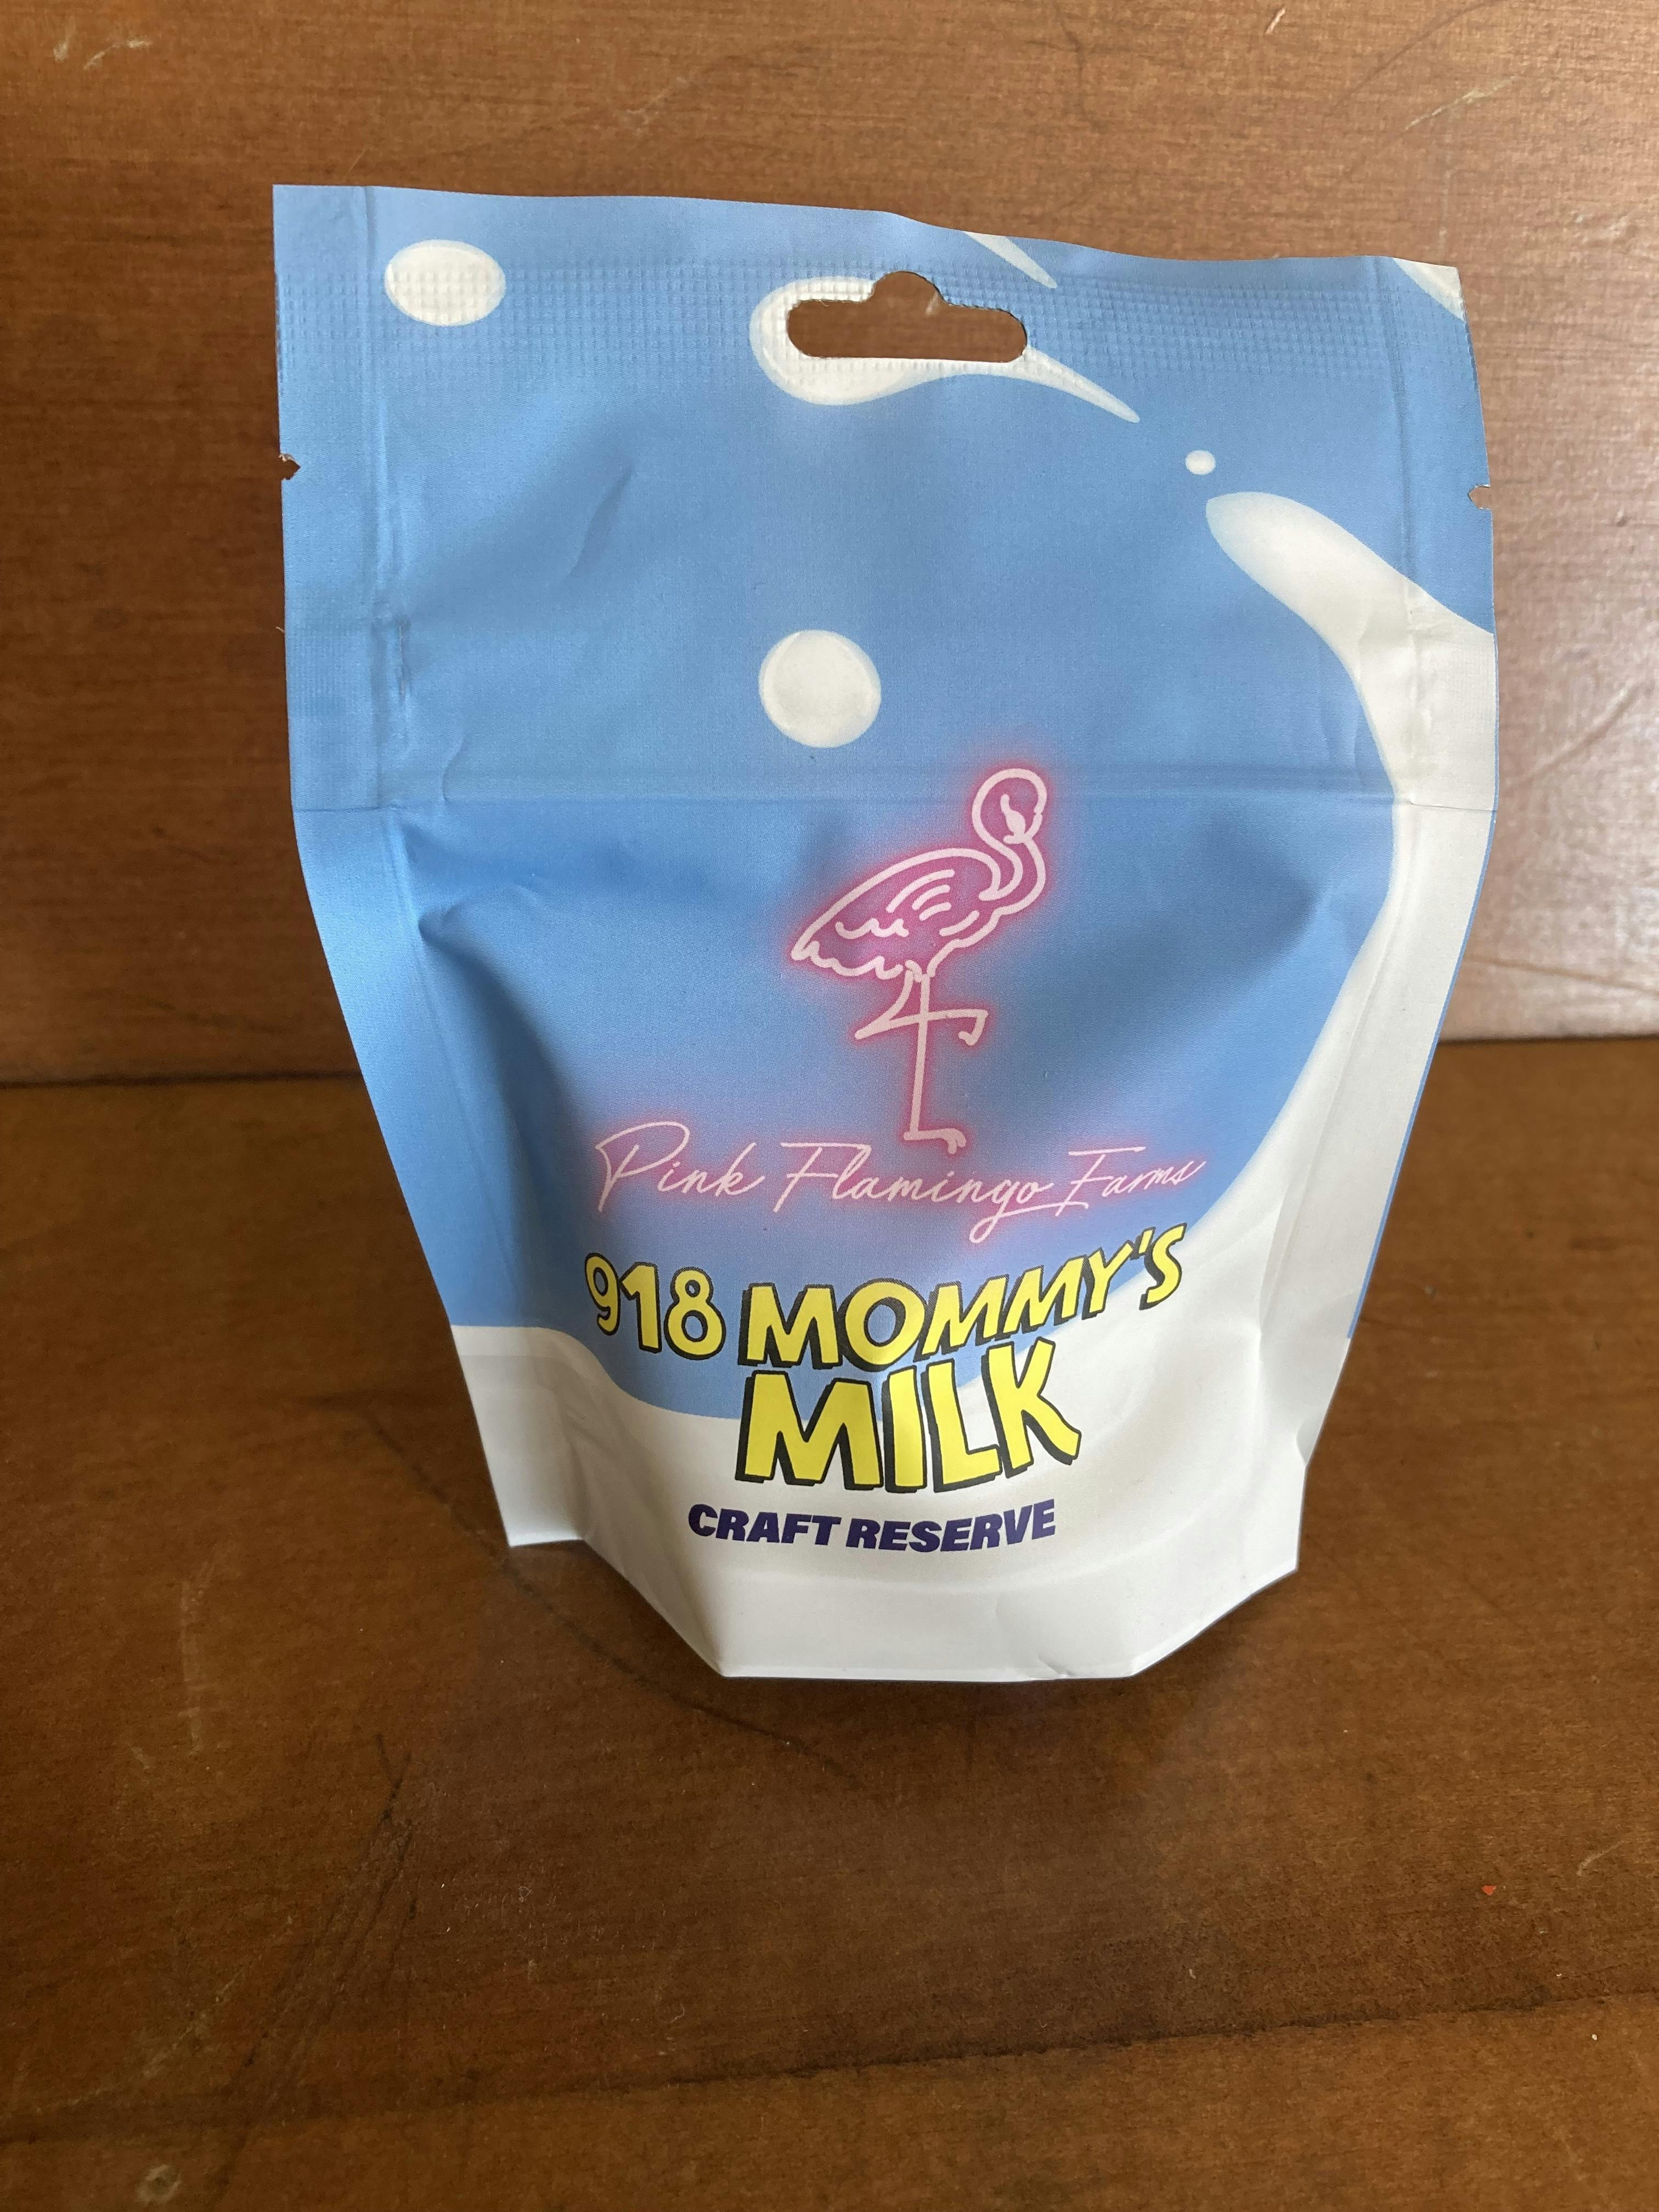 Pink Flamingo Farms
918 MOMMY'S
MILK
CRAFT RESERVE